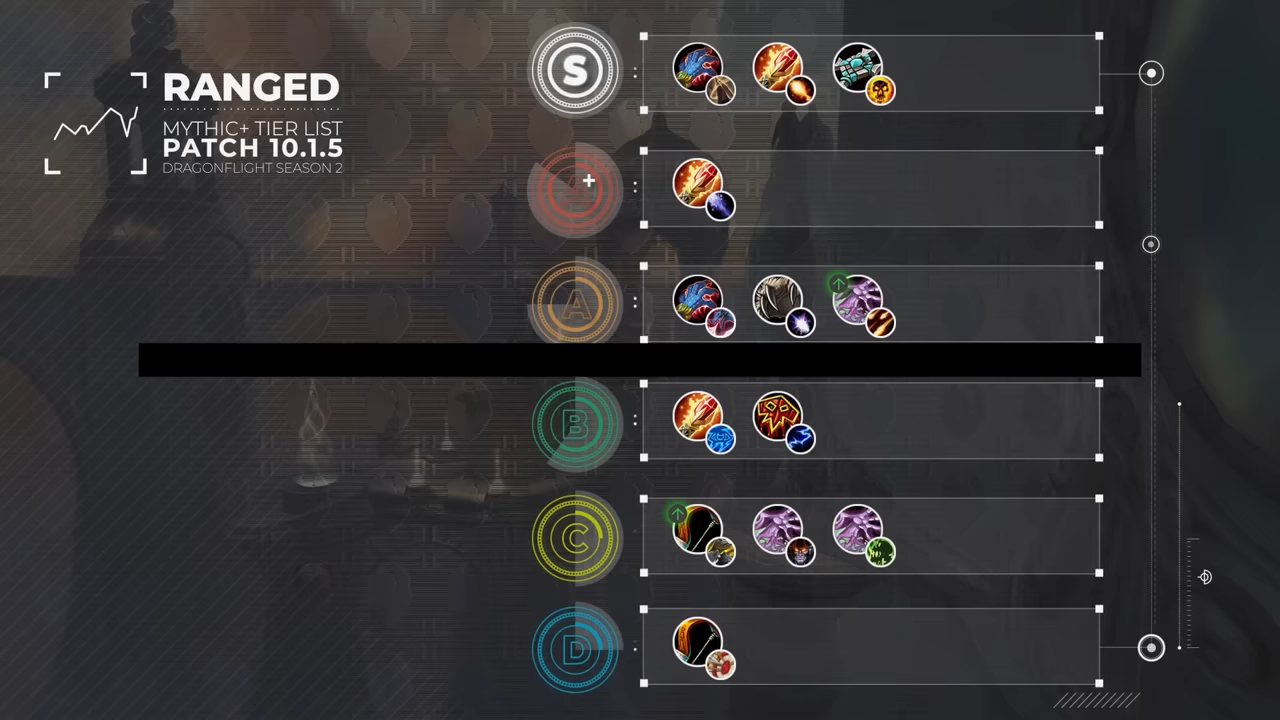 RANGED
MYTHIC+ TIER LIST
PATCH 10.1.5
DRAGONFLIGHT SEASON 2
S
+
A
B
C
D